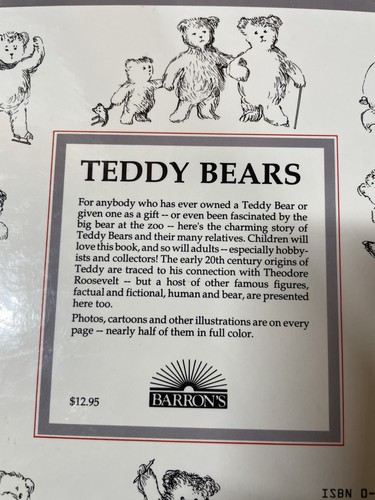 TEDDY BEARS
For anybody who has ever owned a Teddy Bear or
given one as a gift -- or even been fascinated by the
big bear at the zoo -- here's the charming story of
Teddy Bears and their many relatives. Children will
love this book, and so will adults -- especially hobby-
ists and collectors! The early 20th century origins of
Teddy are traced to his connection with Theodore
Roosevelt -- but a host of other famous figures,
factual and fictional, human and bear, are presented
here too.
Photos, cartoons and other illustrations are on every
page -- nearly half of them in full color.
$12.95
BARRON'S
ISBN 0-